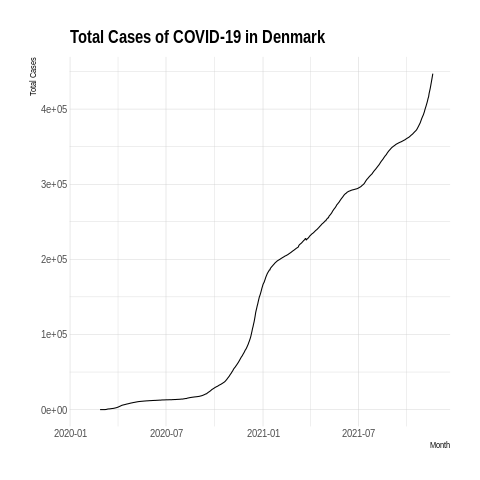 Total Cases of COVID-19 in Denmark
Total Cases
4e+05
3e+05
2e+05
1e+05
0e+00
2020-01 2020-07 2021-01 2021-07
Month